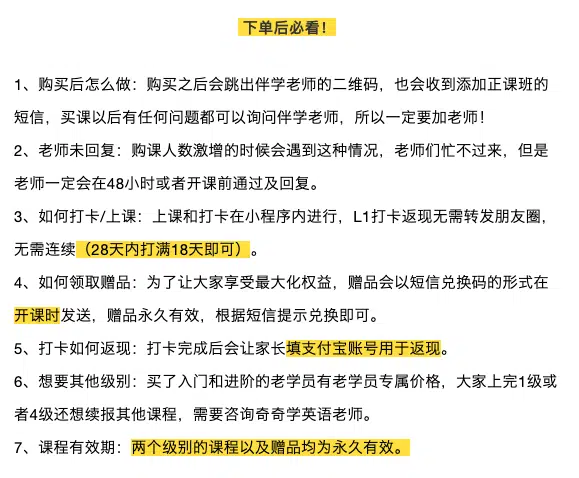 下单后必看！
1、购买后怎么做：购买之后会跳出伴学老师的二维码，也会收到添加正课班的
短信，买课以后有任何问题都可以询问伴学老师，所以一定要加老师！
2、老师未回复：购课人数激增的时候会遇到这种情况，老师们忙不过来，但是
老师一定会在48小时或者开课前通过及回复。
3、如何打卡/上课：上课和打卡在小程序内进行，L1打卡返现无需转发朋友圈，
无需连续（28天内打满18天即可）。
4、如何领取赠品：为了让大家享受最大化权益，赠品会以短信兑换码的形式在
开课时发送，赠品永久有效，根据短信提示兑换即可。
5、打卡如何返现：打卡完成后会让家长填支付宝账号用于返现。
6、想要其他级别：买了入门和进阶的老学员有老学员专属价格，大家上完1级或
者4级还想续报其他课程，需要咨询奇奇学英语老师。
7、课程有效期：两个级别的课程以及赠品均为永久有效。